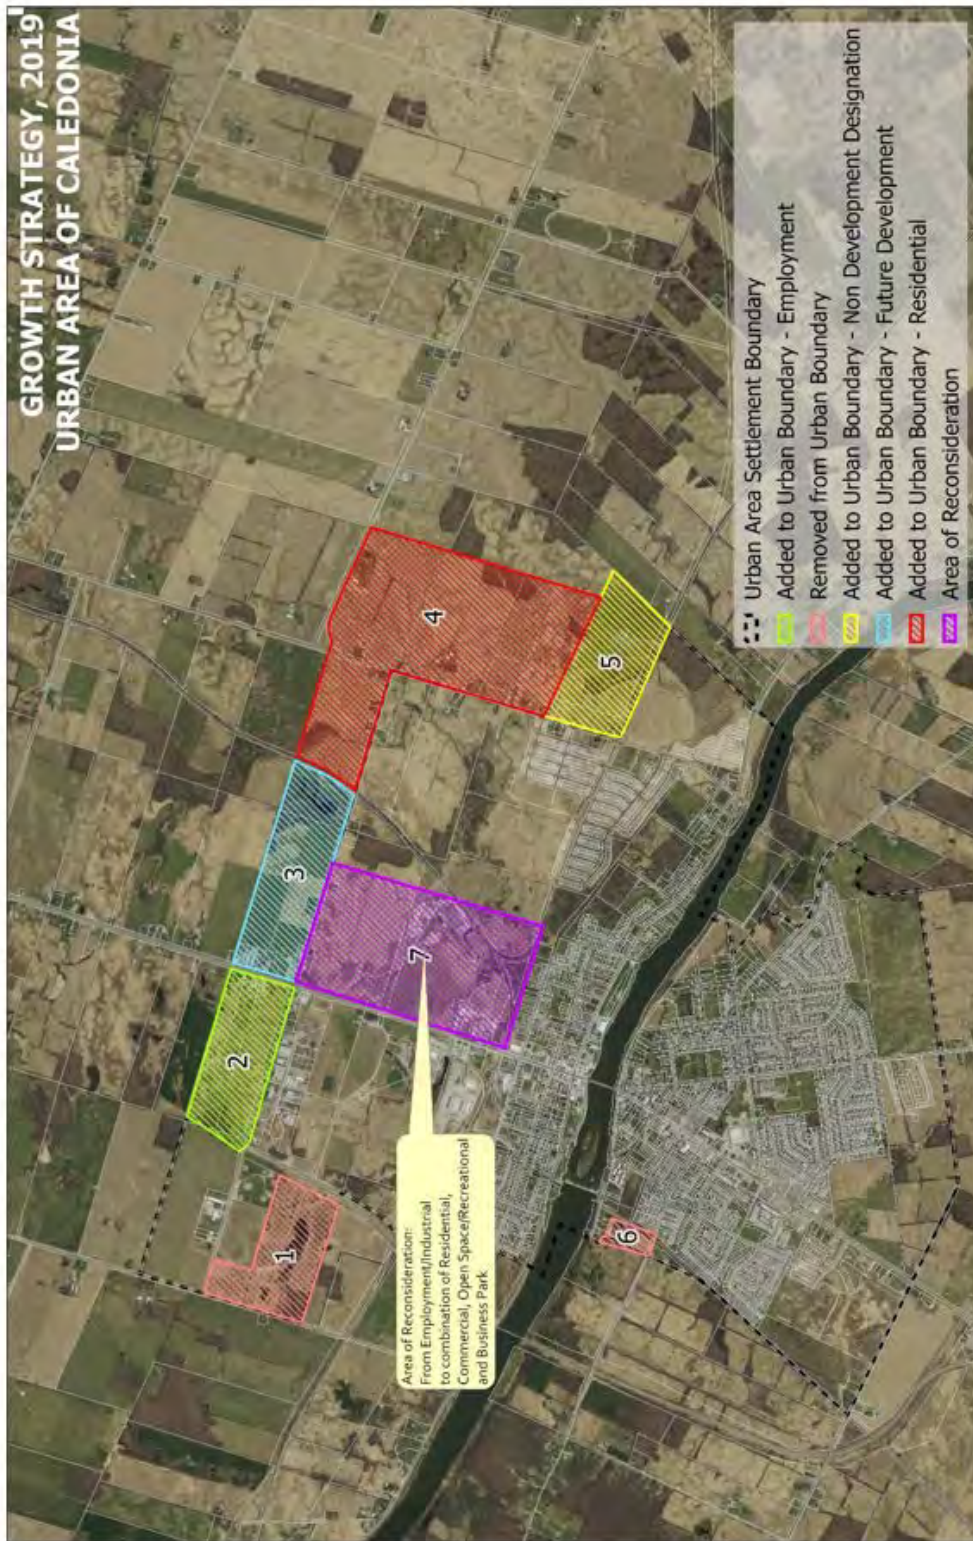 GROWTH STRATEGY, 2019
URBAN AREA OF CALEDONIA
1
2
3
4
5
6
7
Area of Reconsideration:
From Employment/Industrial
to combination of Residential,
Commercial, Open Space/Recreational
and Business Park
Urban Area Settlement Boundary
Added to Urban Boundary - Employment
Removed from Urban Boundary
Added to Urban Boundary - Non Development Designation
Added to Urban Boundary - Future Development
Added to Urban Boundary - Residential
Area of Reconsideration